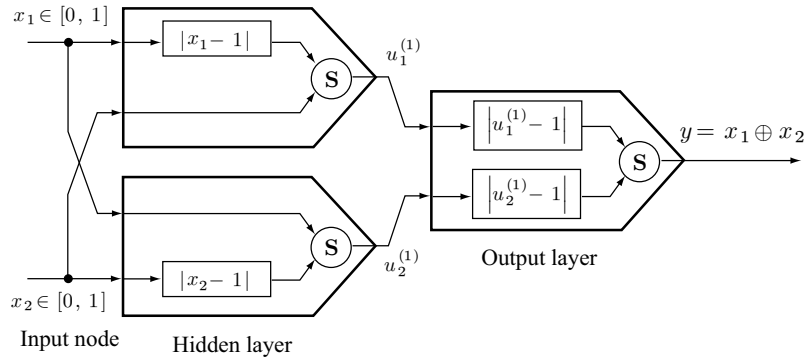 x₁ ∈ [0, 1]
|x₁ − 1|
S
u₁⁽¹⁾
|u₁⁽¹⁾ − 1|
S
y = x₁ ⊕ x₂
|u₂⁽¹⁾ − 1|
S
u₂⁽¹⁾
Output layer
|x₂ − 1|
x₂ ∈ [0, 1]
Input node
Hidden layer